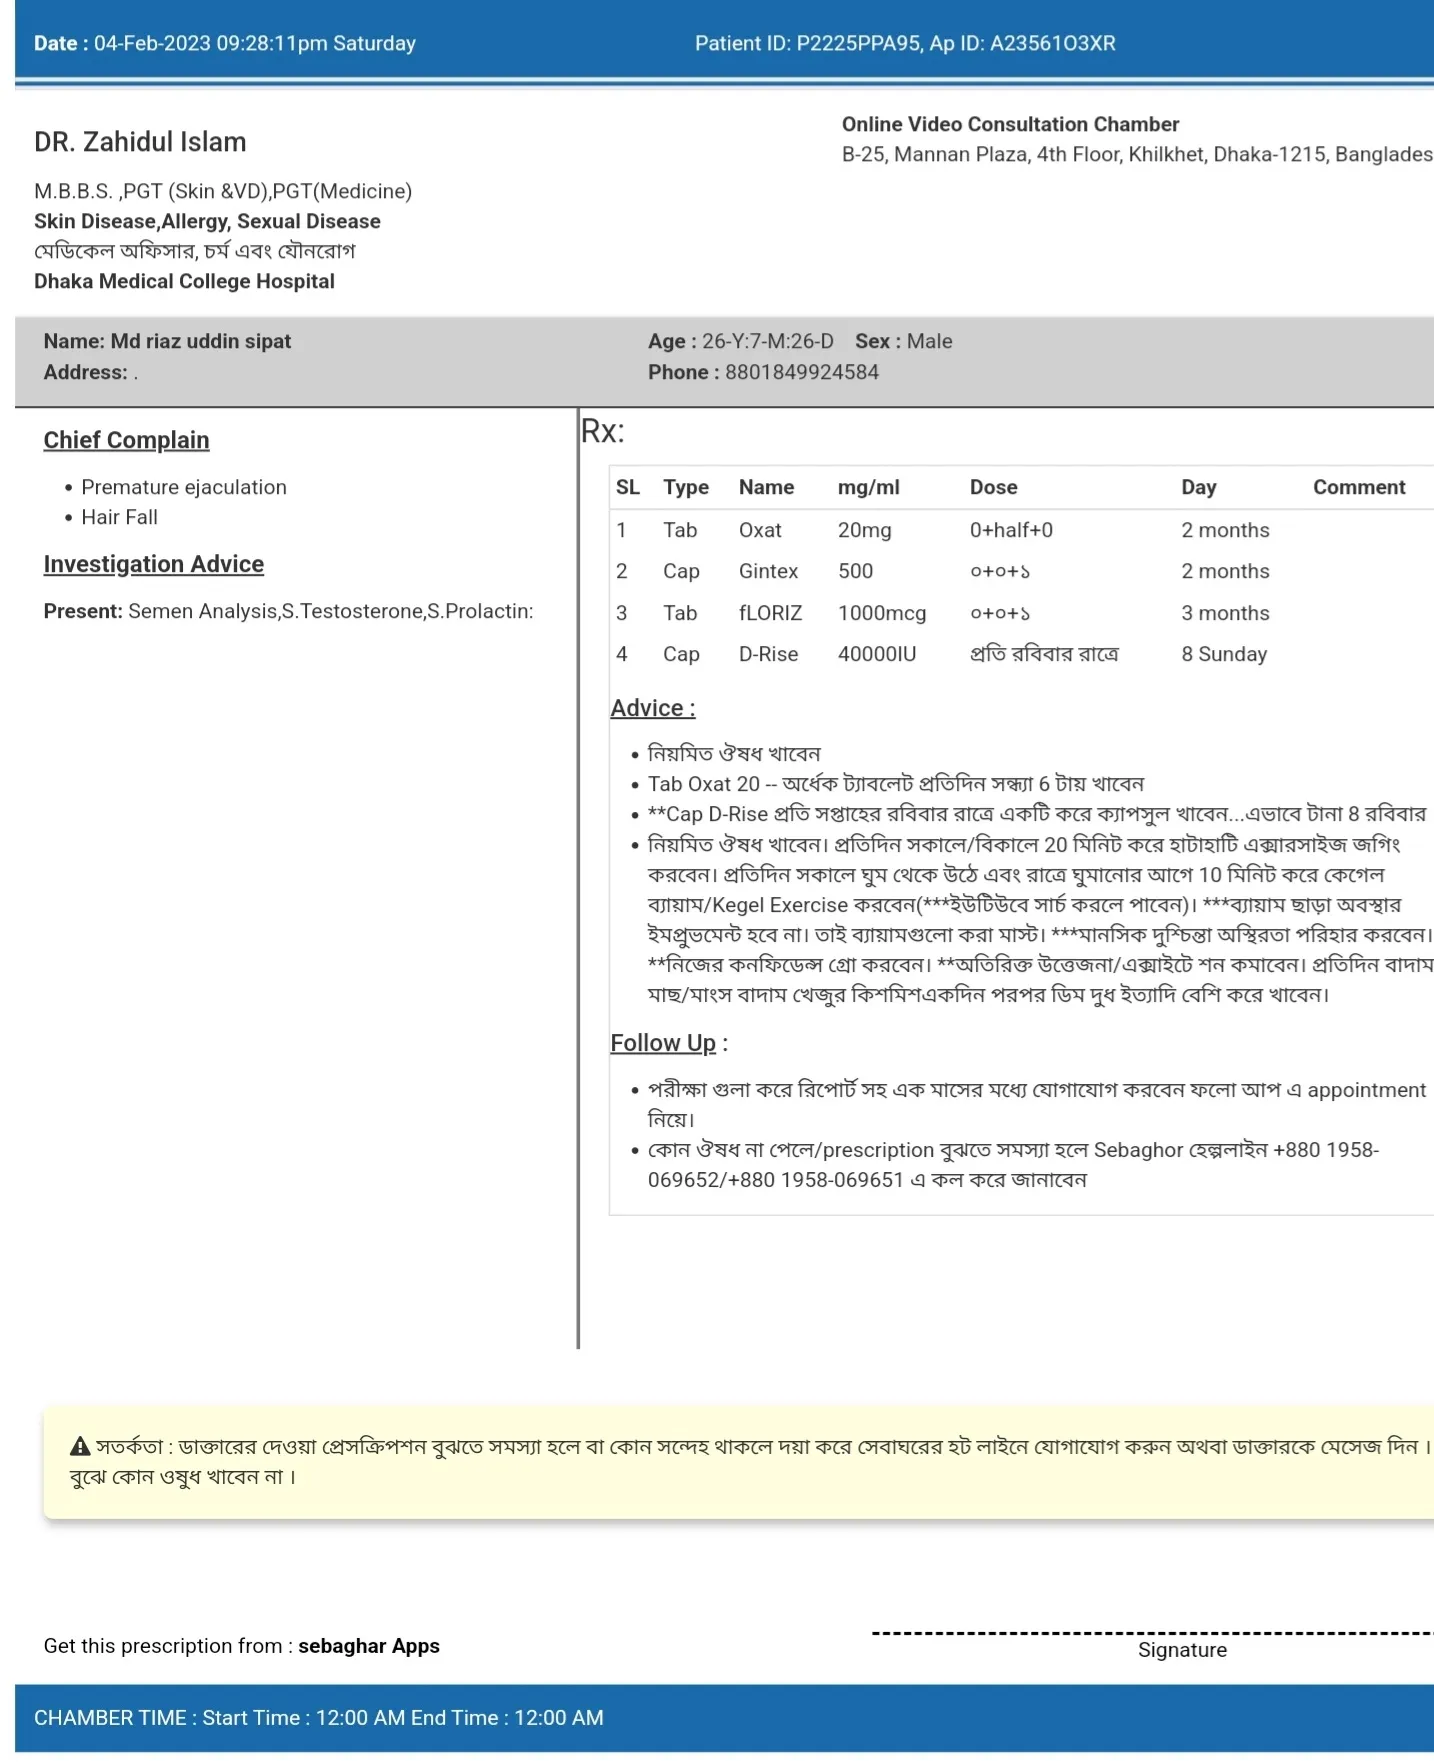 Date : 04-Feb-2023 09:28:11pm Saturday
Patient ID: P2225PPA95, Ap ID: A23561O3XR
DR. Zahidul Islam
M.B.B.S. ,PGT (Skin &VD),PGT(Medicine)
Skin Disease,Allergy, Sexual Disease
মেডিকেল অফিসার, চর্ম এবং যৌনরোগ
Dhaka Medical College Hospital
Online Video Consultation Chamber
B-25, Mannan Plaza, 4th Floor, Khilkhet, Dhaka-1215, Banglades
Name: Md riaz uddin sipat
Address: .
Age : 26-Y:7-M:26-D Sex : Male
Phone : 8801849924584
Chief Complain
• Premature ejaculation
• Hair Fall
Investigation Advice
Present: Semen Analysis,S.Testosterone,S.Prolactin:
Rx:
SL Type Name mg/ml Dose Day Comment
1 Tab Oxat 20mg 0+half+0 2 months
2 Cap Gintex 500 ০+০+১ 2 months
3 Tab fLORIZ 1000mcg ০+০+১ 3 months
4 Cap D-Rise 40000IU প্রতি রবিবার রাত্রে 8 Sunday
Advice :
• নিয়মিত ঔষধ খাবেন
• Tab Oxat 20 -- অর্ধেক ট্যাবলেট প্রতিদিন সন্ধ্যা 6 টায় খাবেন
• **Cap D-Rise প্রতি সপ্তাহের রবিবার রাত্রে একটি করে ক্যাপসুল খাবেন...এভাবে টানা 8 রবিবার
• নিয়মিত ঔষধ খাবেন। প্রতিদিন সকালে/বিকালে 20 মিনিট করে হাটাহাটি এক্সারসাইজ জগিং
করবেন। প্রতিদিন সকালে ঘুম থেকে উঠে এবং রাত্রে ঘুমানোর আগে 10 মিনিট করে কেগেল
ব্যায়াম/Kegel Exercise করবেন(***ইউটিউবে সার্চ করলে পাবেন)। ***ব্যায়াম ছাড়া অবস্থার
ইমপ্রুভমেন্ট হবে না। তাই ব্যায়ামগুলো করা মাস্ট। ***মানসিক দুশ্চিন্তা অস্থিরতা পরিহার করবেন।
**নিজের কনফিডেন্স গ্রো করবেন। **অতিরিক্ত উত্তেজনা/এক্সাইটে শন কমাবেন। প্রতিদিন বাদাম
মাছ/মাংস বাদাম খেজুর কিশমিশএকদিন পরপর ডিম দুধ ইত্যাদি বেশি করে খাবেন।
Follow Up :
• পরীক্ষা গুলা করে রিপোর্ট সহ এক মাসের মধ্যে যোগাযোগ করবেন ফলো আপ এ appointment
নিয়ে।
• কোন ঔষধ না পেলে/prescription বুঝতে সমস্যা হলে Sebaghor হেল্পলাইন +880 1958-
069652/+880 1958-069651 এ কল করে জানাবেন
সতর্কতা : ডাক্তারের দেওয়া প্রেসক্রিপশন বুঝতে সমস্যা হলে বা কোন সন্দেহ থাকলে দয়া করে সেবাঘরের হট লাইনে যোগাযোগ করুন অথবা ডাক্তারকে মেসেজ দিন ।
বুঝে কোন ওষুধ খাবেন না ।
Get this prescription from : sebaghar Apps
Signature
CHAMBER TIME : Start Time : 12:00 AM End Time : 12:00 AM